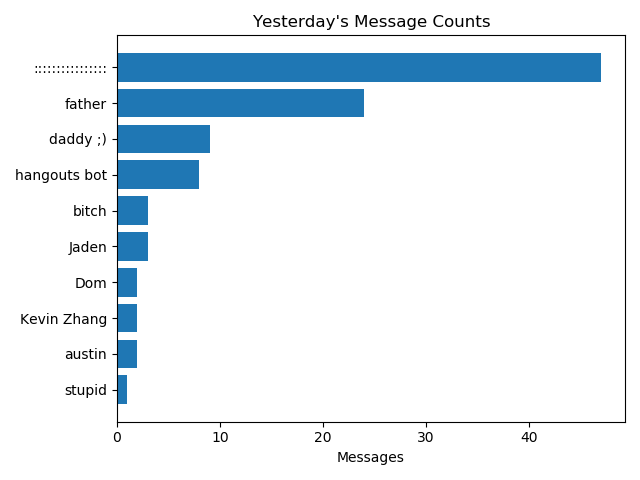 Yesterday's Message Counts
:::::::::::::::
father
daddy ;)
hangouts bot
bitch
Jaden
Dom
Kevin Zhang
austin
stupid
0 10 20 30 40
Messages